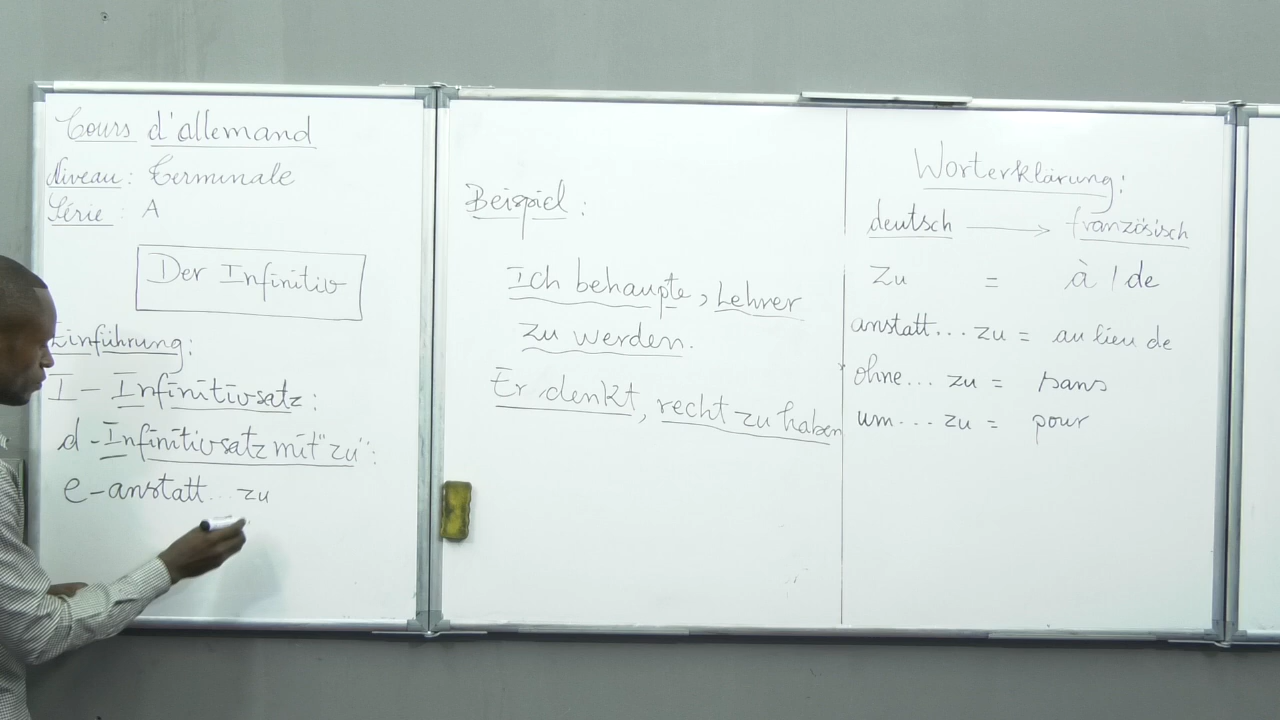 Cours d'allemand
Niveau : Terminale
Série : A
Der Infinitiv
Einführung :
I - Infinitivsatz :
d - Infinitivsatz mit "zu" :
e - anstatt... zu
Beispiel :
Ich behaupte, Lehrer
zu werden.
Er denkt, recht zu haben
Wörterklärung :
deutsch → französisch
zu = à / de
anstatt... zu = au lieu de
ohne... zu = sans
um... zu = pour